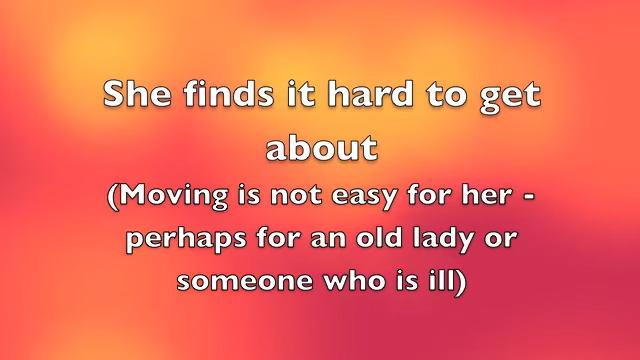 She finds it hard to get
about
(Moving is not easy for her -
perhaps for an old lady or
someone who is ill)